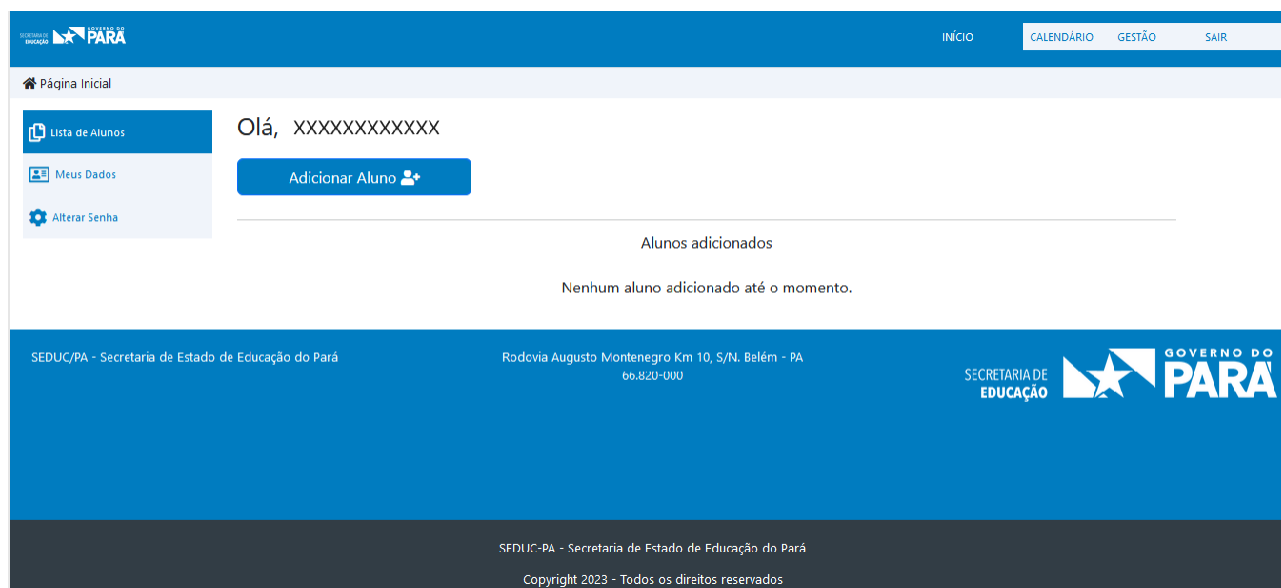 SECRETARIA DE
EDUCAÇÃO
GOVERNO DO
PARÁ
INÍCIO
CALENDÁRIO
GESTÃO
SAIR
Página Inicial
Lista de Alunos
Meus Dados
Alterar Senha
Olá, XXXXXXXXXXXX
Adicionar Aluno
Alunos adicionados
Nenhum aluno adicionado até o momento.
SEDUC/PA - Secretaria de Estado de Educação do Pará
Rodovia Augusto Montenegro Km 10, S/N. Belém - PA
66.820-000
SECRETARIA DE
EDUCAÇÃO
GOVERNO DO
PARÁ
SEDUC-PA - Secretaria de Estado de Educação do Pará
Copyright 2023 - Todos os direitos reservados